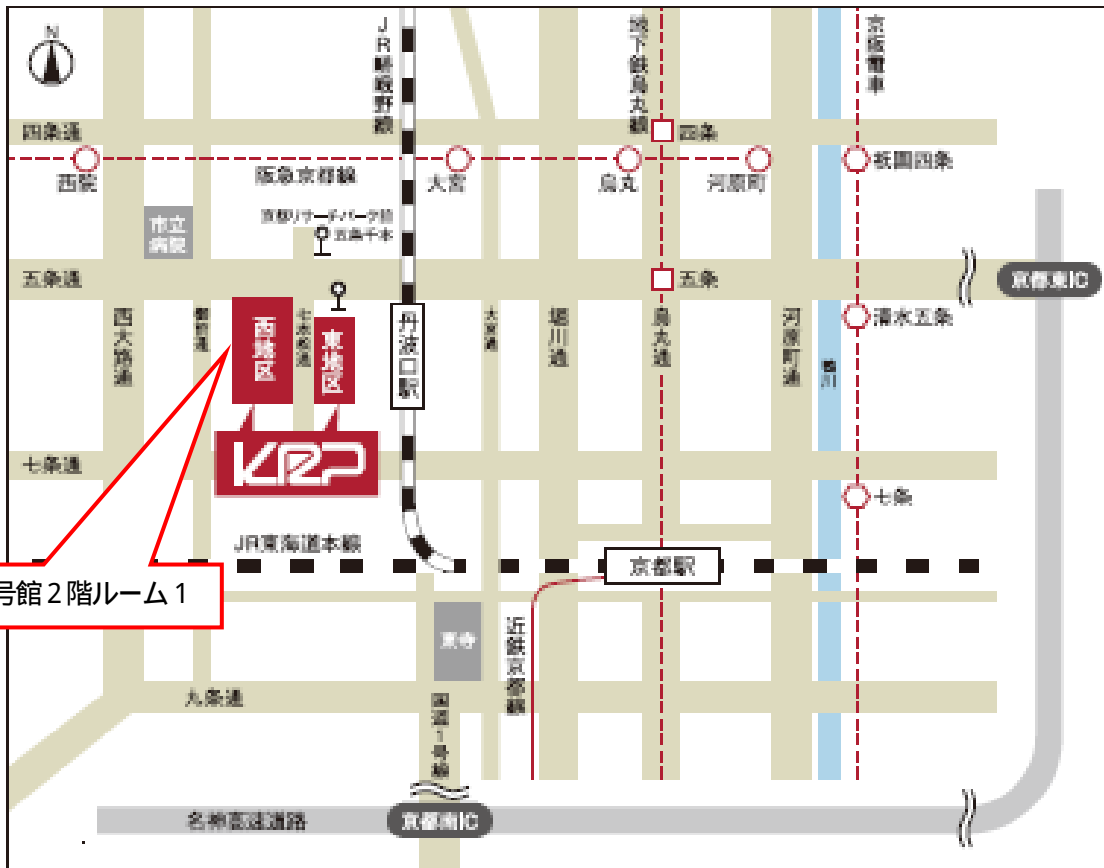 N
JR嵯峨野線
地下鉄烏丸線
京阪電車
四条通
四条
西院
阪急京都線
大宮
烏丸
河原町
祇園四条
市立
病院
京都リサーチパーク前
五条千本
五条通
五条
京都東IC
西大路通
御前通
西地区
七本松通
東地区
丹波口駅
大宮通
堀川通
烏丸通
河原町通
鴨川
清水五条
KRP
七条通
七条
JR東海道本線
京都駅
号館2階ルーム1
東寺
近鉄京都線
九条通
国道1号線
名神高速道路
京都南IC